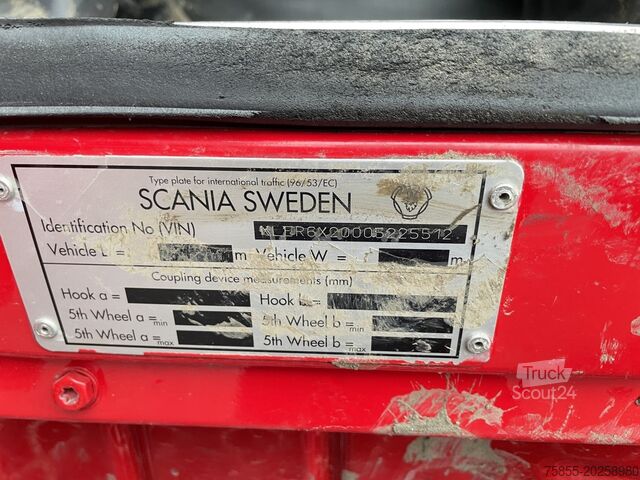 Type plate for international traffic (96/53/EC)
SCANIA SWEDEN
Identification No (VIN) XLER6X20005225512
Vehicle L = m Vehicle W = m
Coupling device measurements (mm)
Hook a = Hook b =
5th Wheel a min = 5th Wheel b min =
5th Wheel a max = 5th Wheel b max =
Truck
Scout24
75855-20258980